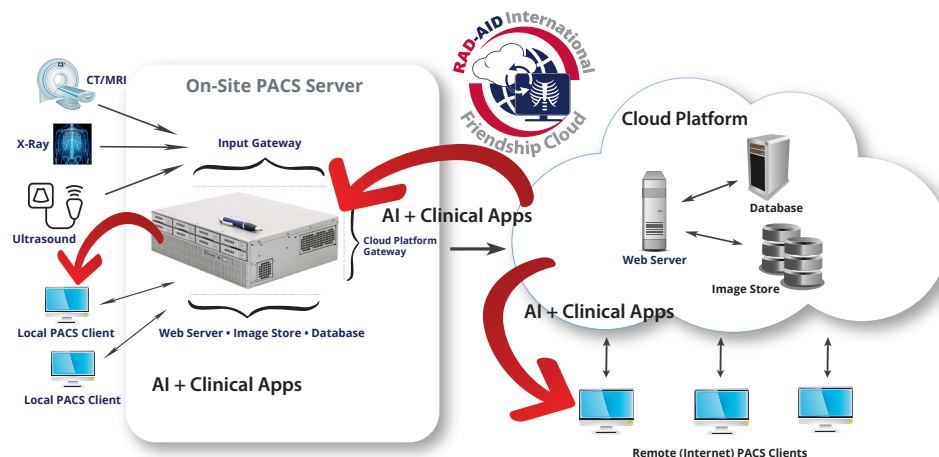 RAD-AID International
Friendship Cloud
CT/MRI
On-Site PACS Server
Cloud Platform
X-Ray
Input Gateway
Ultrasound
AI + Clinical Apps
Cloud Platform
Gateway
Database
Web Server
Image Store
Local PACS Client
Web Server • Image Store • Database
AI + Clinical Apps
AI + Clinical Apps
Local PACS Client
Remote (Internet) PACS Clients